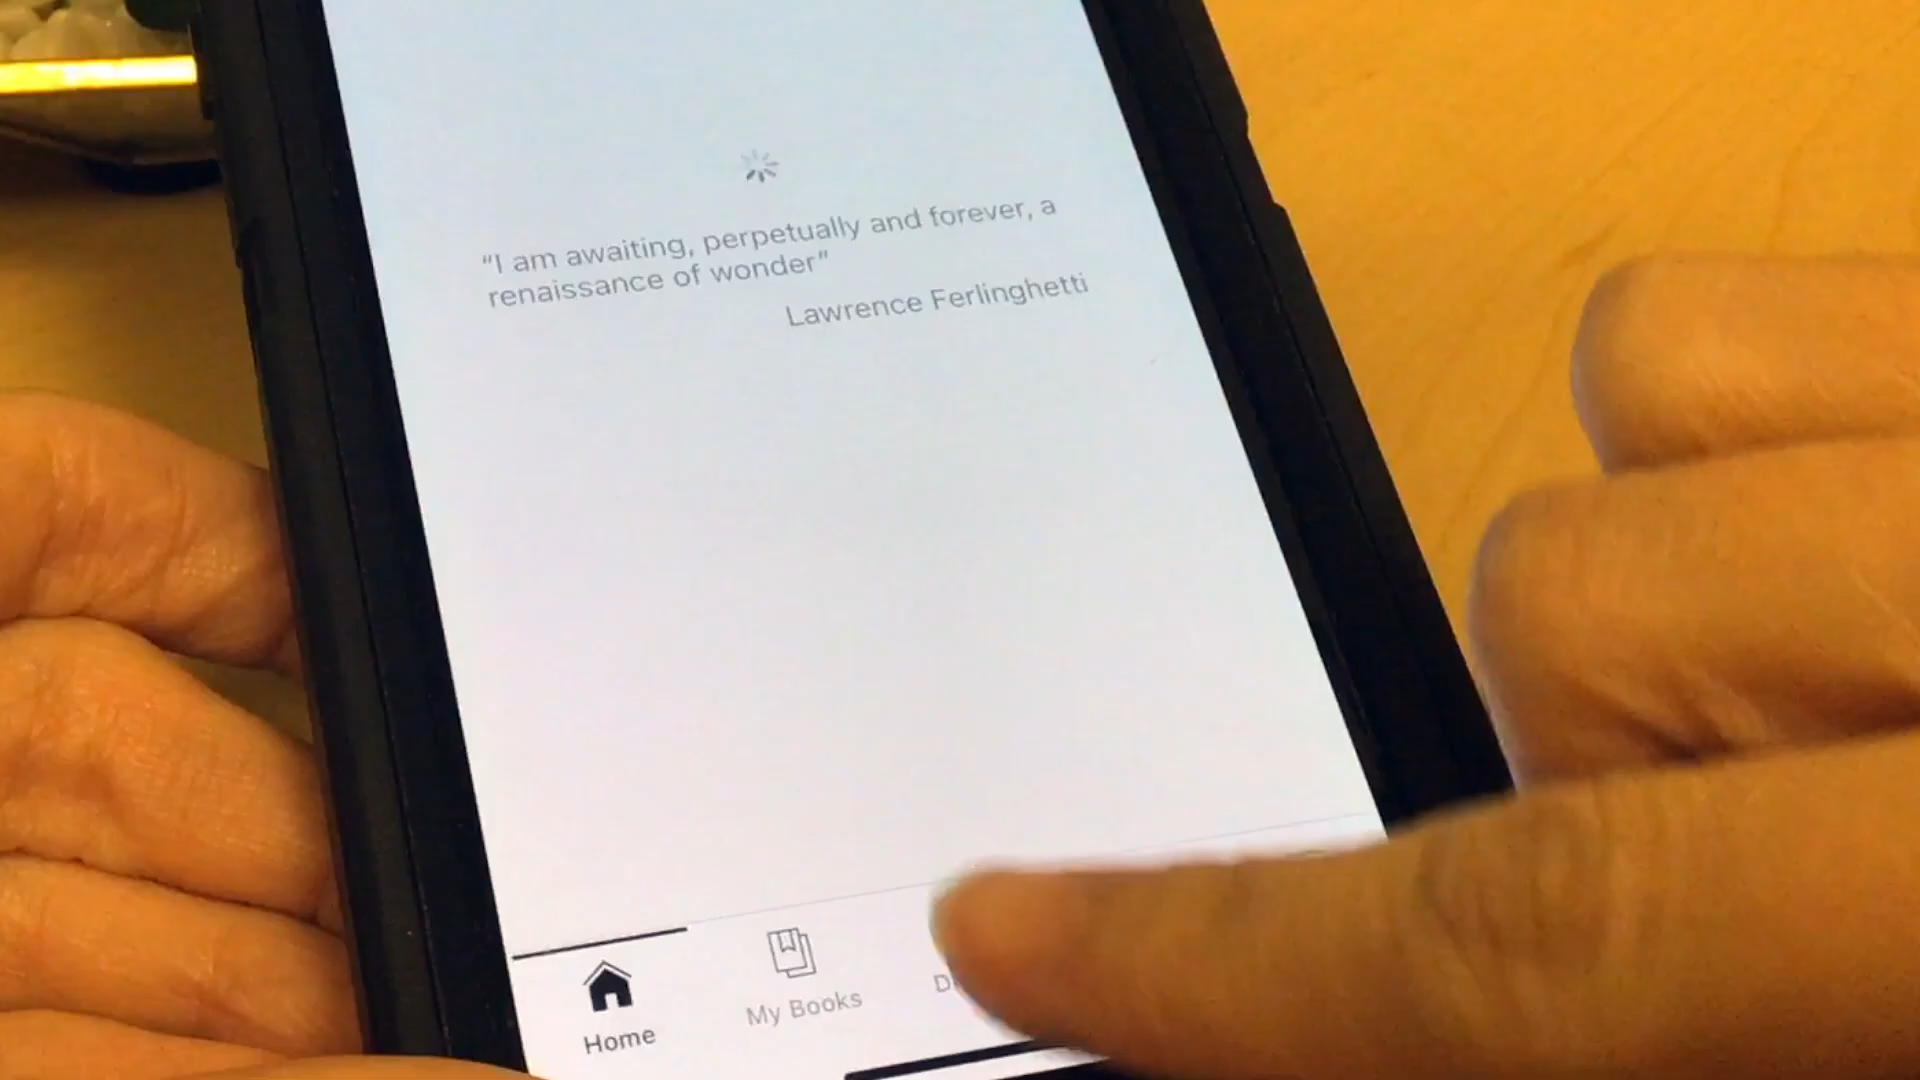 “I am awaiting, perpetually and forever, a
renaissance of wonder”
Lawrence Ferlinghetti
Home
My Books